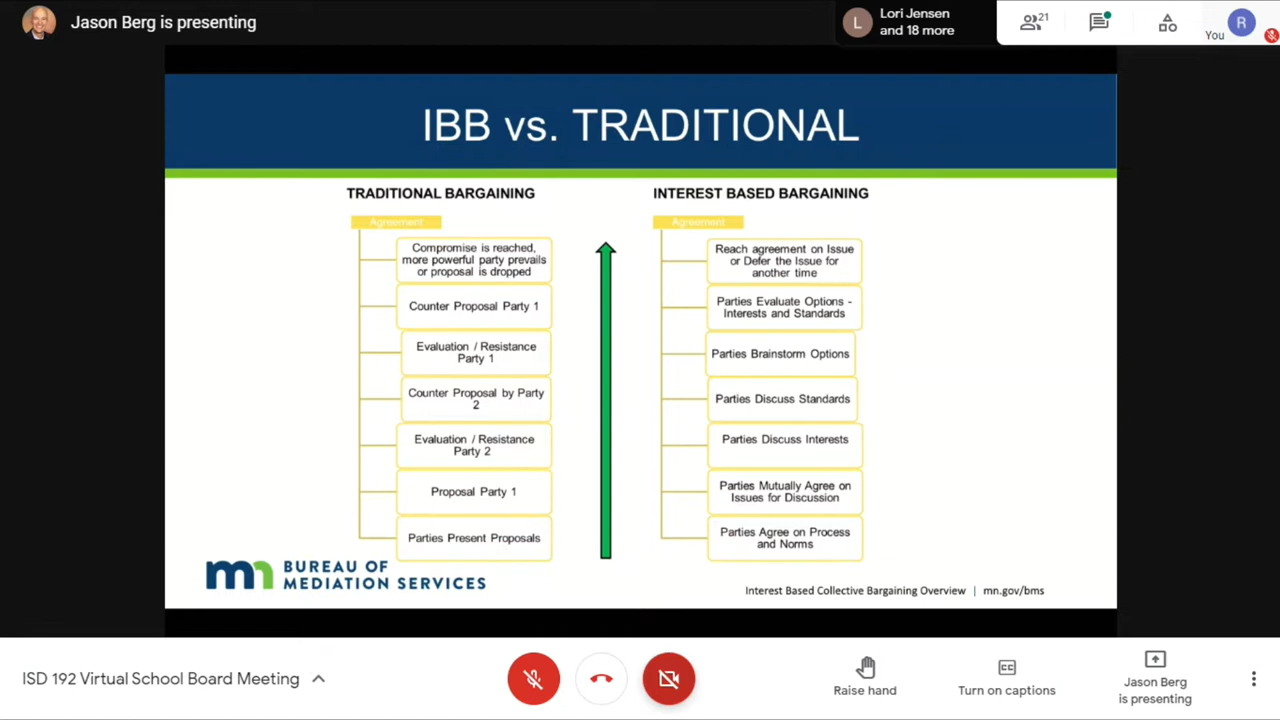 Jason Berg is presenting
L
Lori Jensen
and 18 more
21
You
R
IBB vs. TRADITIONAL
TRADITIONAL BARGAINING
Agreement
Compromise is reached,
more powerful party prevails
or proposal is dropped
Counter Proposal Party 1
Evaluation / Resistance
Party 1
Counter Proposal by Party
2
Evaluation / Resistance
Party 2
Proposal Party 1
Parties Present Proposals
INTEREST BASED BARGAINING
Agreement
Reach agreement on Issue
or Defer the Issue for
another time
Parties Evaluate Options -
Interests and Standards
Parties Brainstorm Options
Parties Discuss Standards
Parties Discuss Interests
Parties Mutually Agree on
Issues for Discussion
Parties Agree on Process
and Norms
mn BUREAU OF
MEDIATION SERVICES
Interest Based Collective Bargaining Overview | mn.gov/bms
ISD 192 Virtual School Board Meeting
Raise hand
CC
Turn on captions
Jason Berg
is presenting